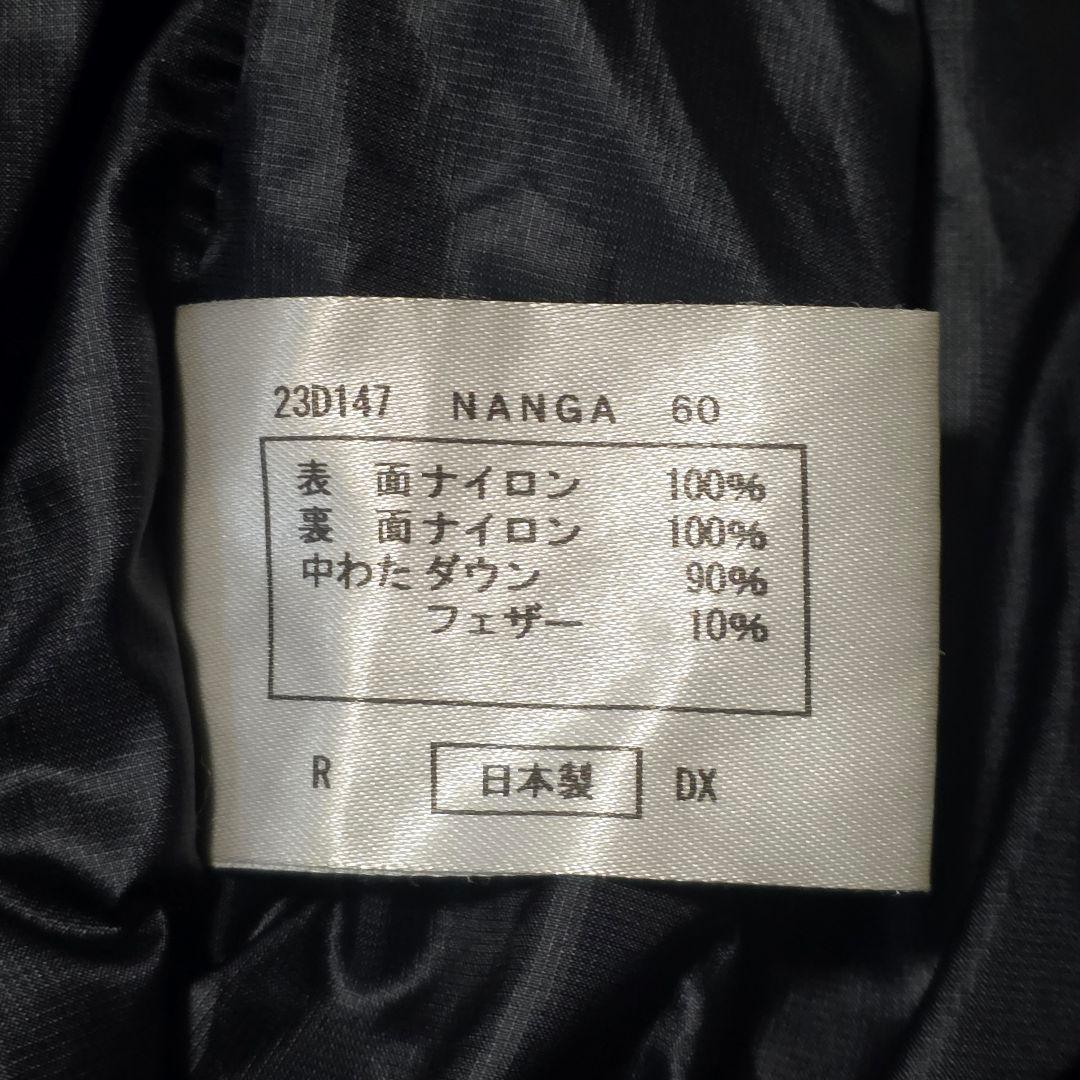 23D147 NANGA 60
表 面 ナイロン 100%
裏 面 ナイロン 100%
中わた ダウン 90%
フェザー 10%
R 日本製 DX